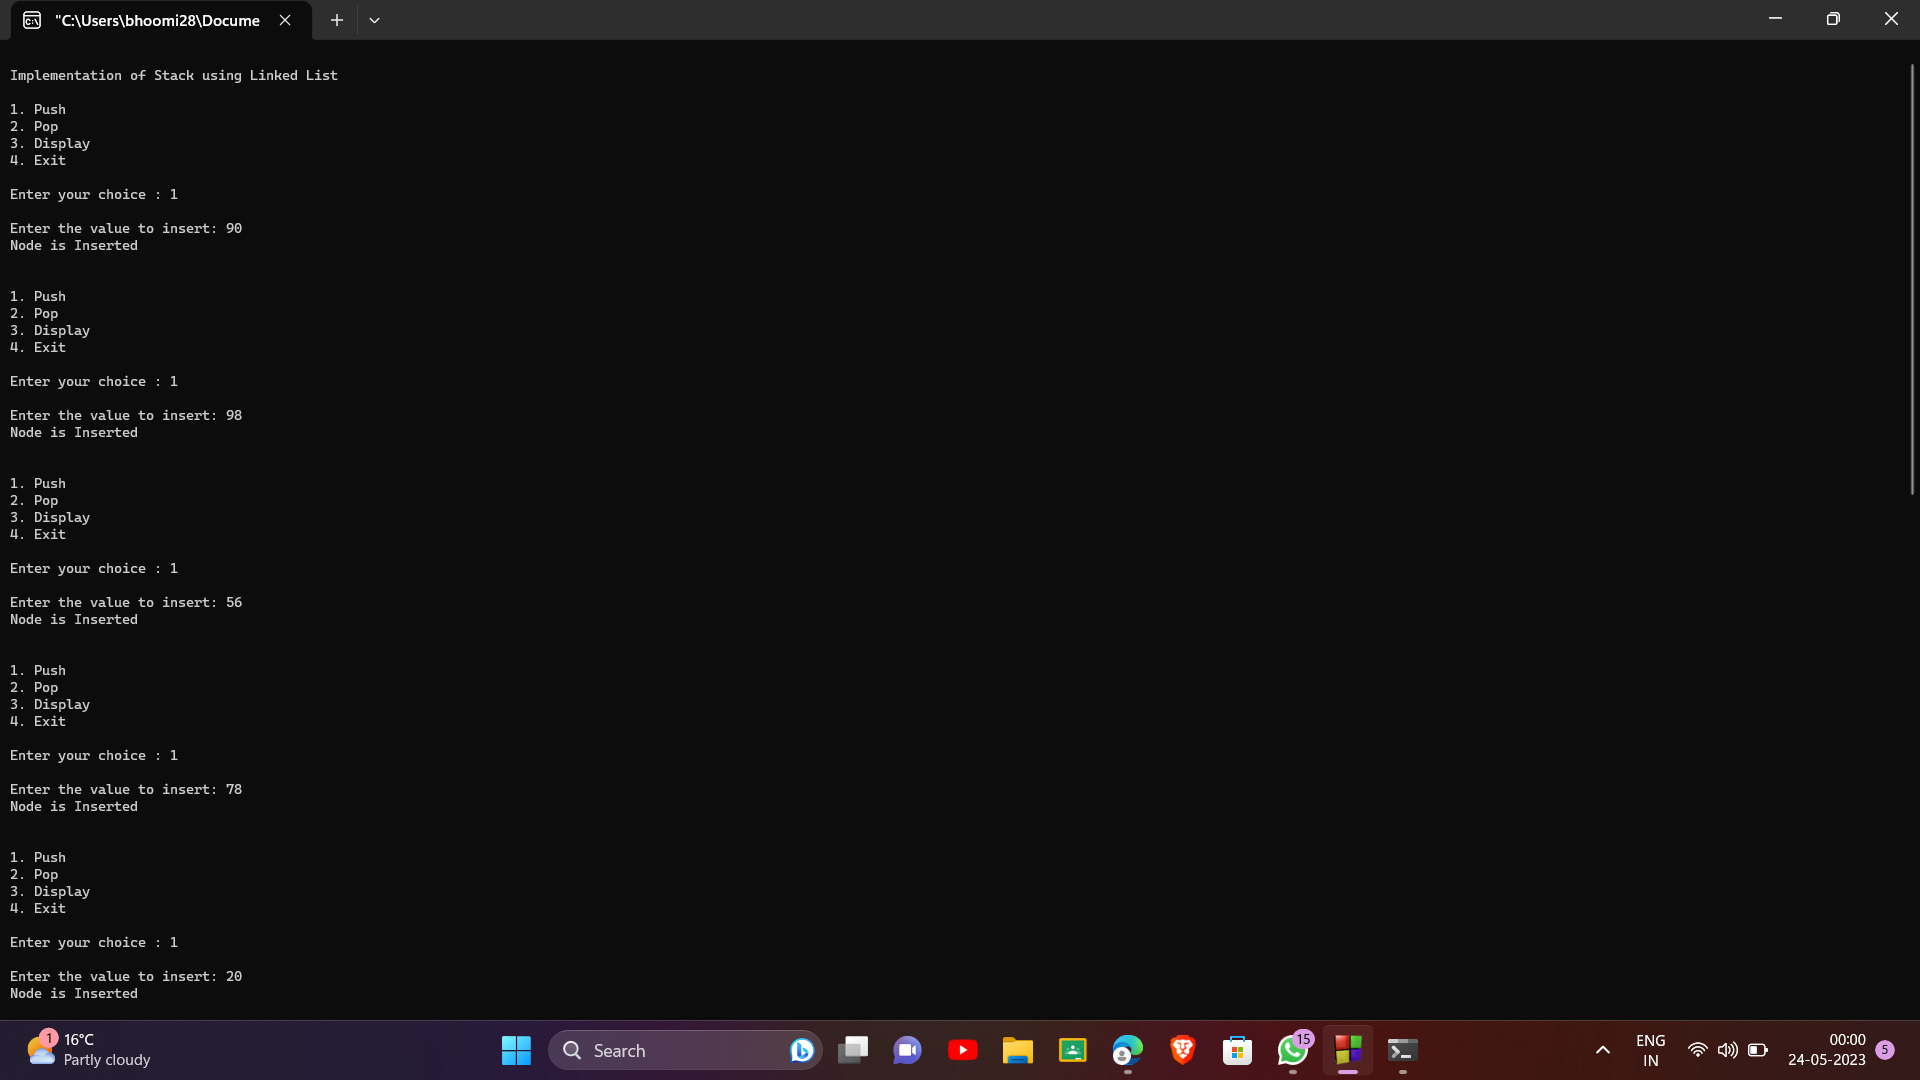 "C:\Users\bhoomi28\Docume
Implementation of Stack using Linked List
1. Push
2. Pop
3. Display
4. Exit
Enter your choice : 1
Enter the value to insert: 90
Node is Inserted
1. Push
2. Pop
3. Display
4. Exit
Enter your choice : 1
Enter the value to insert: 98
Node is Inserted
1. Push
2. Pop
3. Display
4. Exit
Enter your choice : 1
Enter the value to insert: 56
Node is Inserted
1. Push
2. Pop
3. Display
4. Exit
Enter your choice : 1
Enter the value to insert: 78
Node is Inserted
1. Push
2. Pop
3. Display
4. Exit
Enter your choice : 1
Enter the value to insert: 20
Node is Inserted
1
16°C
Partly cloudy
Search
15
ENG
IN
00:00
24-05-2023
5